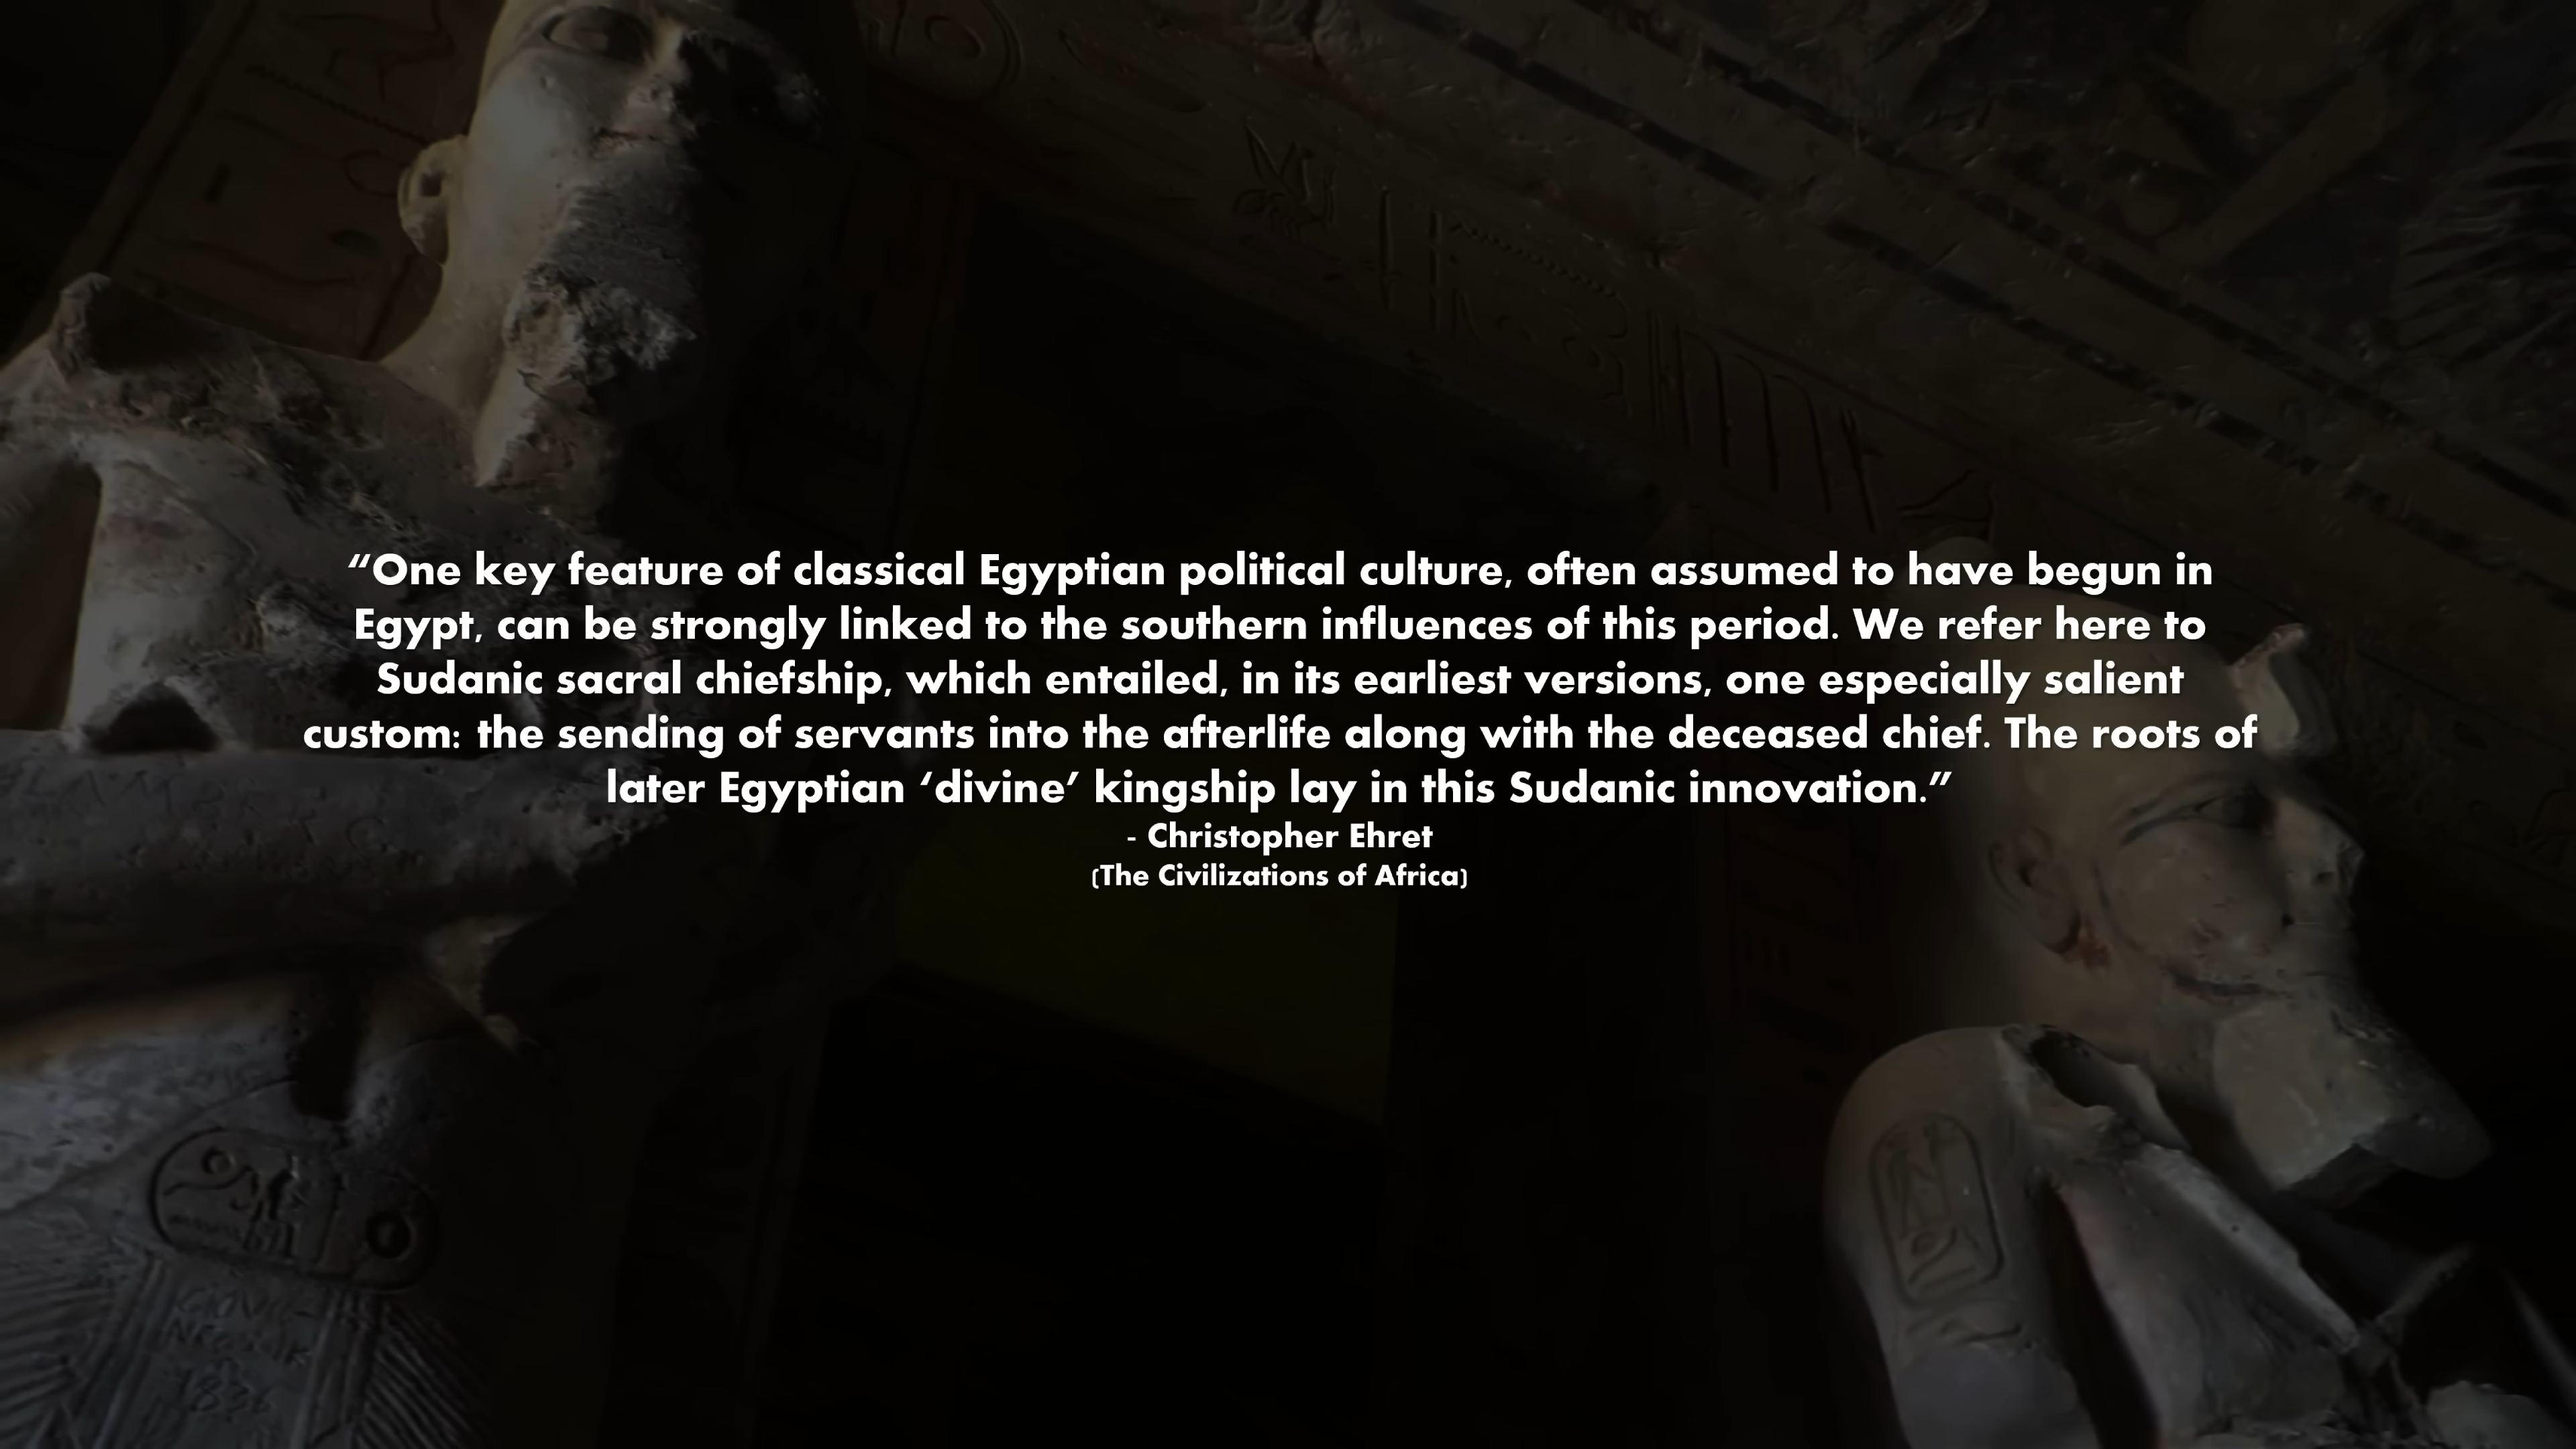 “One key feature of classical Egyptian political culture, often assumed to have begun in
Egypt, can be strongly linked to the southern influences of this period. We refer here to
Sudanic sacral chiefship, which entailed, in its earliest versions, one especially salient
custom: the sending of servants into the afterlife along with the deceased chief. The roots of
later Egyptian ‘divine’ kingship lay in this Sudanic innovation.”
- Christopher Ehret
(The Civilizations of Africa)